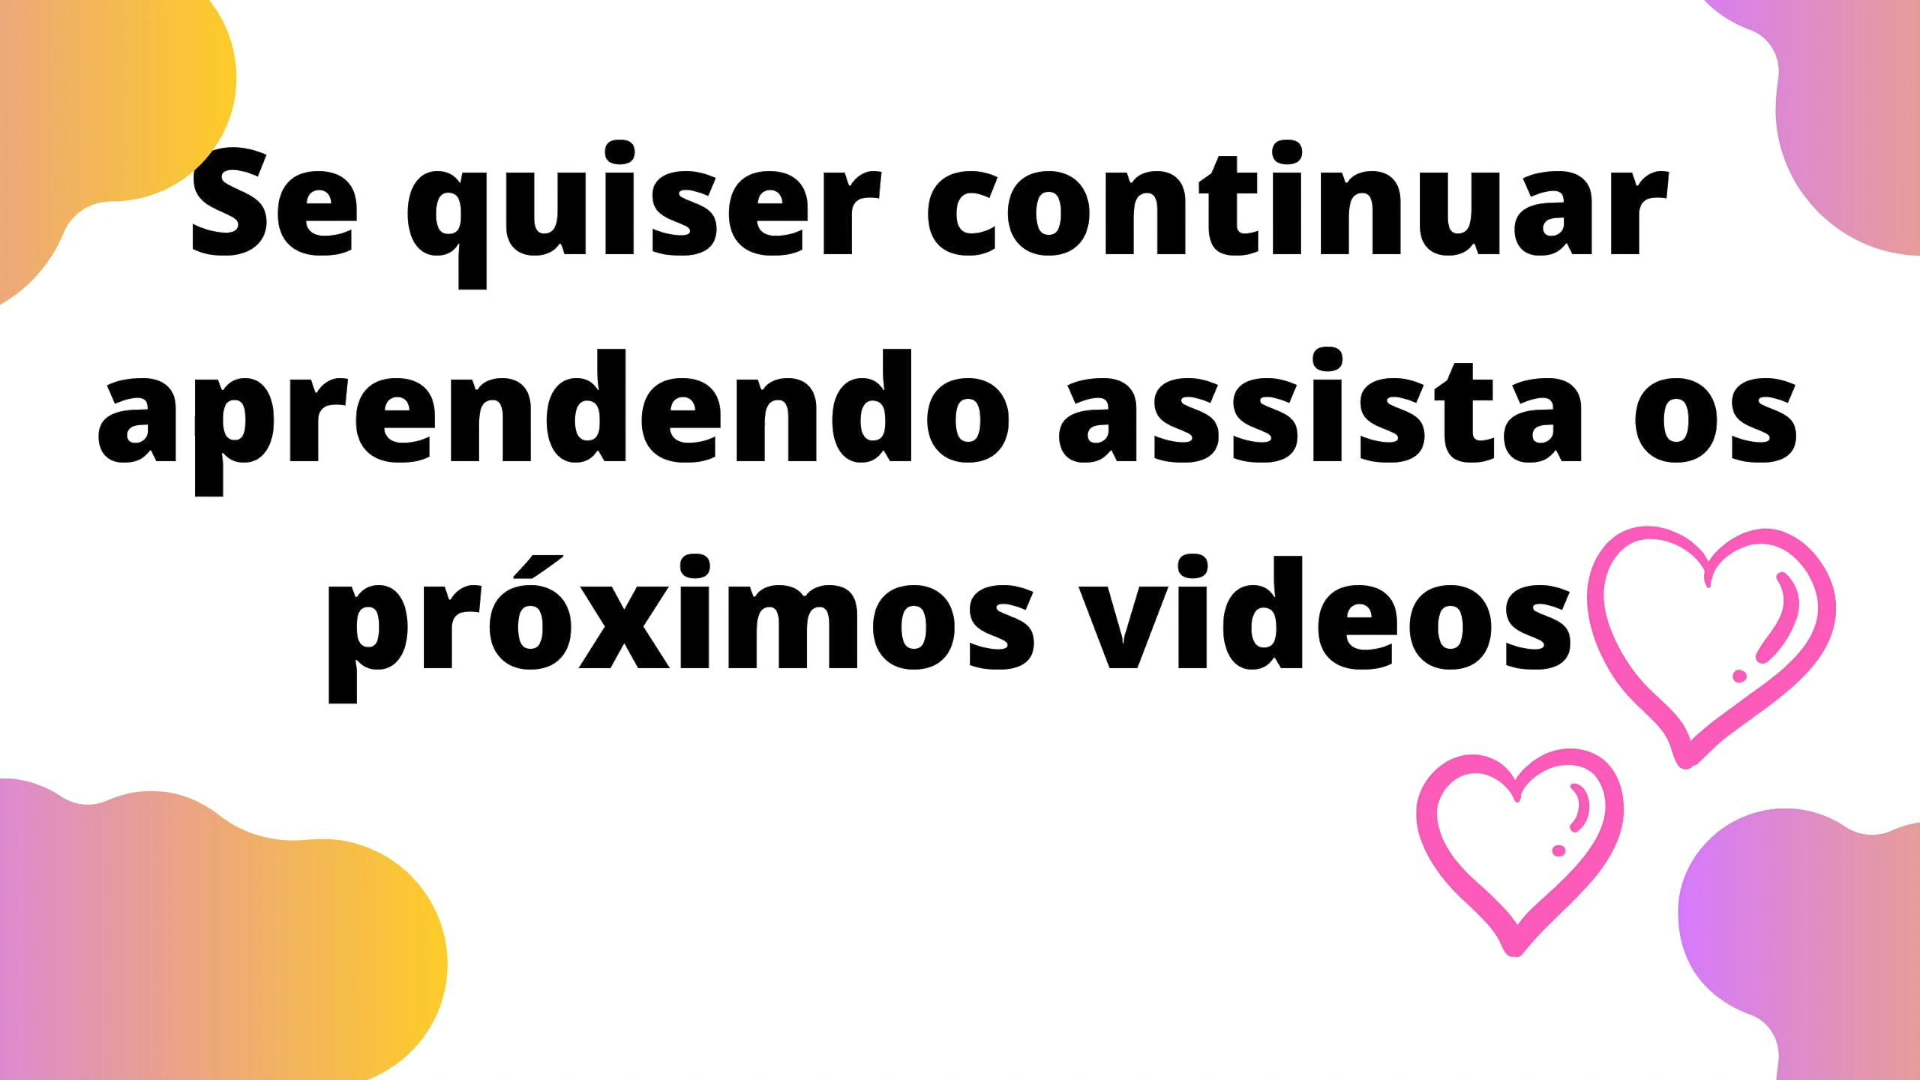 Se quiser continuar
aprendendo assista os
próximos videos